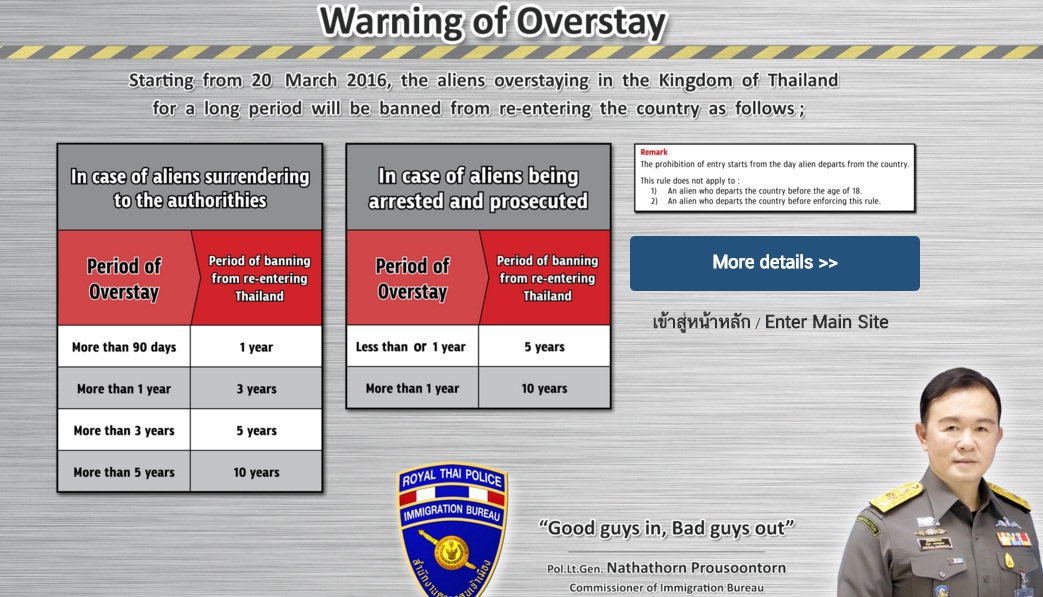 Warning of Overstay
Starting from 20 March 2016, the aliens overstaying in the Kingdom of Thailand
for a long period will be banned from re-entering the country as follows ;
In case of aliens surrendering
to the authorithies
Period of
Overstay
Period of banning
from re-entering
Thailand
More than 90 days
1 year
More than 1 year
3 years
More than 3 years
5 years
More than 5 years
10 years
In case of aliens being
arrested and prosecuted
Period of
Overstay
Period of banning
from re-entering
Thailand
Less than or 1 year
5 years
More than 1 year
10 years
Remark
The prohibition of entry starts from the day alien departs from the country.
This rule does not apply to :
1) An alien who departs the country before the age of 18.
2) An alien who departs the country before enforcing this rule.
More details >>
เข้าสู่หน้าหลัก / Enter Main Site
ROYAL THAI POLICE
IMMIGRATION BUREAU
สำนักงานตรวจคนเข้าเมือง
“Good guys in, Bad guys out”
Pol.Lt.Gen. Nathathorn Prousoontorn
Commissioner of Immigration Bureau